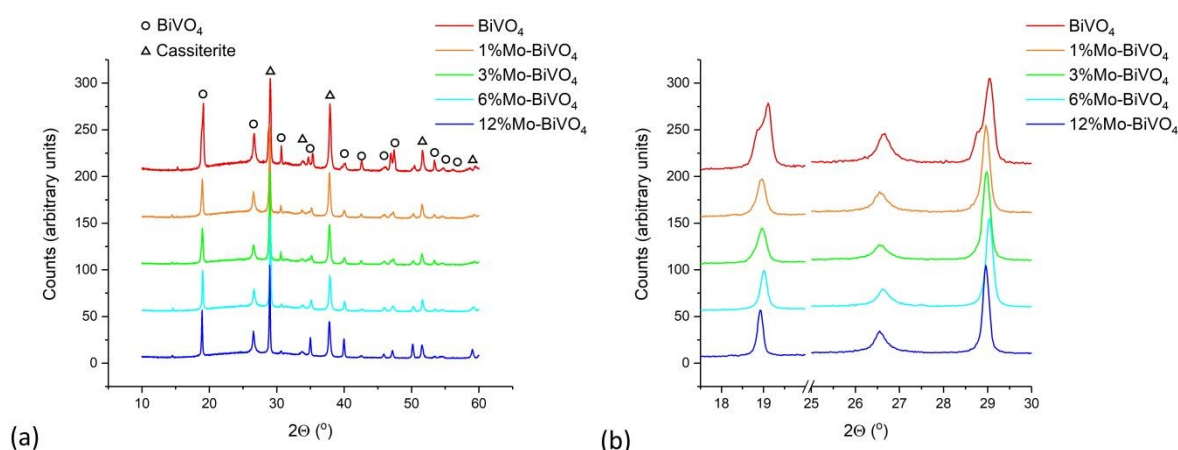 ○ BiVO₄
△ Cassiterite
BiVO₄
1%Mo-BiVO₄
3%Mo-BiVO₄
6%Mo-BiVO₄
12%Mo-BiVO₄
Counts (arbitrary units)
300
250
200
150
100
50
0
10 20 30 40 50 60
2Θ (°)
(a)
BiVO₄
1%Mo-BiVO₄
3%Mo-BiVO₄
6%Mo-BiVO₄
12%Mo-BiVO₄
Counts (arbitrary units)
300
250
200
150
100
50
0
18 19 25 26 27 28 29 30
2Θ (°)
(b)